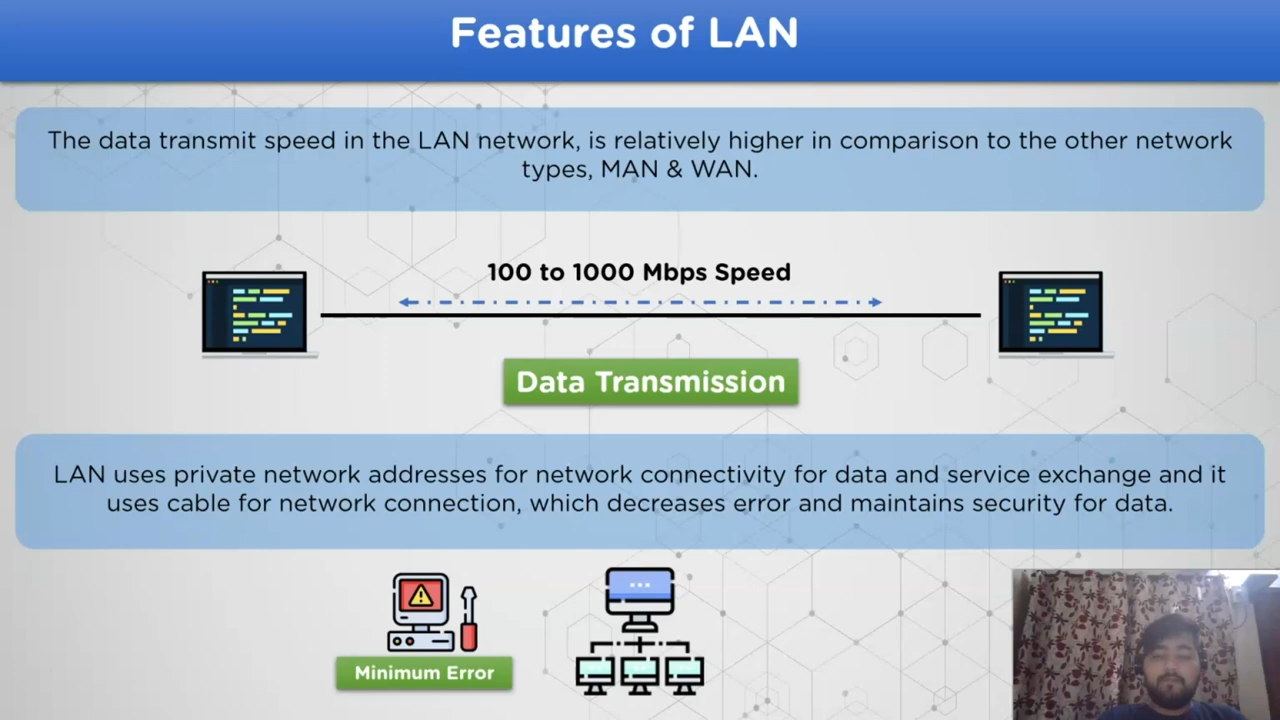 Features of LAN
The data transmit speed in the LAN network, is relatively higher in comparison to the other network
types, MAN & WAN.
100 to 1000 Mbps Speed
Data Transmission
LAN uses private network addresses for network connectivity for data and service exchange and it
uses cable for network connection, which decreases error and maintains security for data.
Minimum Error